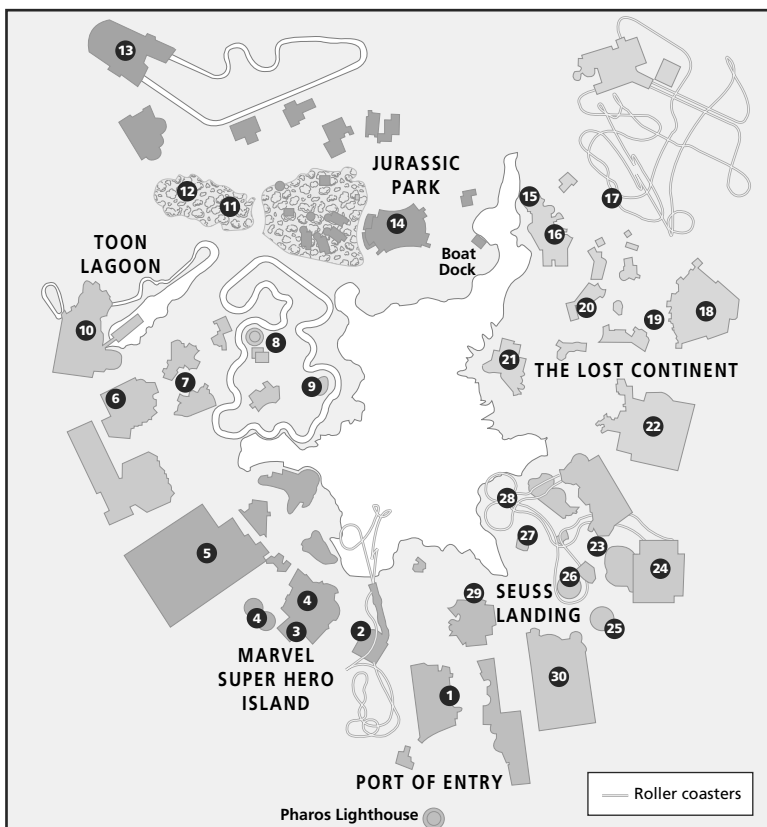 13
12
11
JURASSIC
PARK
14
15
16
17
Boat
Dock
TOON
LAGOON
10
8
9
7
6
20
19
18
21
THE LOST CONTINENT
22
28
27
23
24
26
25
5
4
4
3
2
29
SEUSS
LANDING
MARVEL
SUPER HERO
ISLAND
1
30
PORT OF ENTRY
Roller coasters
Pharos Lighthouse